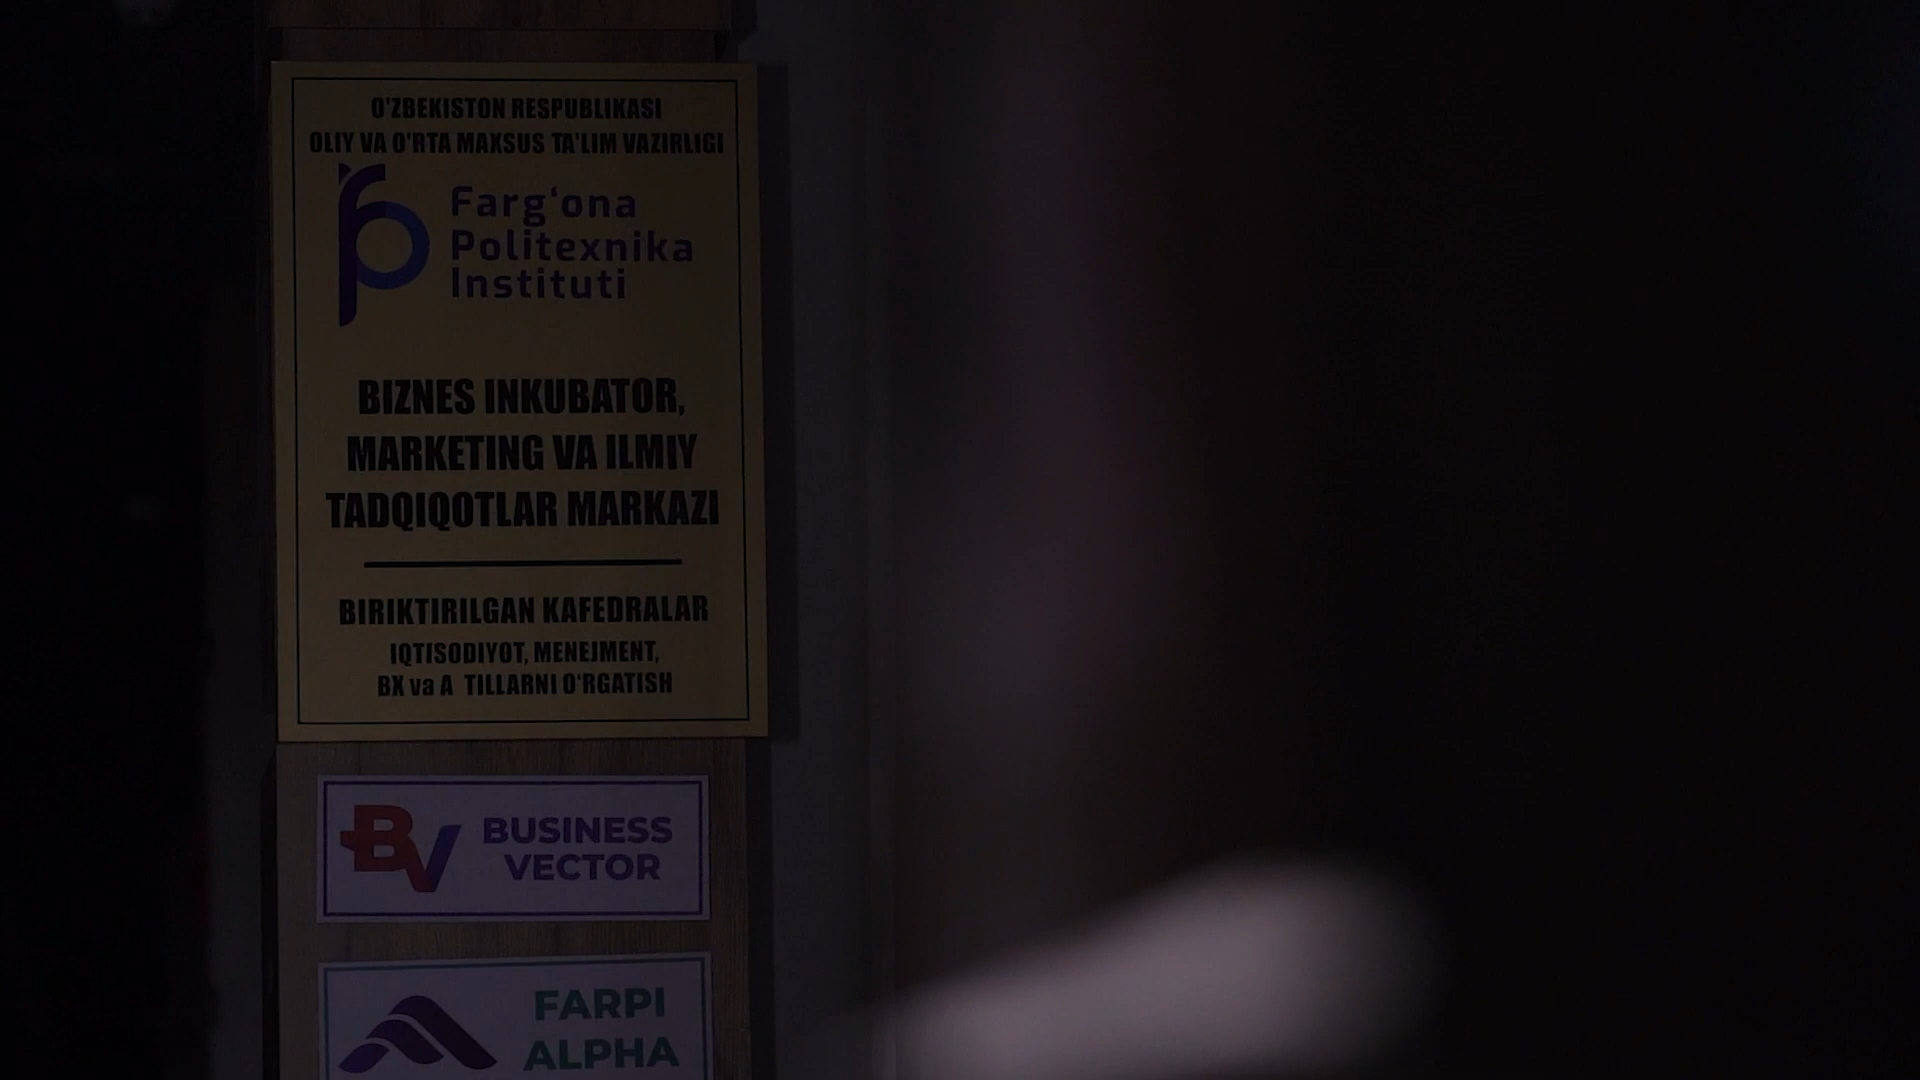 O'ZBEKISTON RESPUBLIKASI
OLIY VA O'RTA MAXSUS TA'LIM VAZIRLIGI
Farg‘ona
Politexnika
Instituti
BIZNES INKUBATOR,
MARKETING VA ILMIY
TADQIQOTLAR MARKAZI
BIRIKTIRILGAN KAFEDRALAR
IQTISODIYOT, MENEJMENT,
BX va A TILLARNI O'RGATISH
BV BUSINESS
VECTOR
FARPI
ALPHA